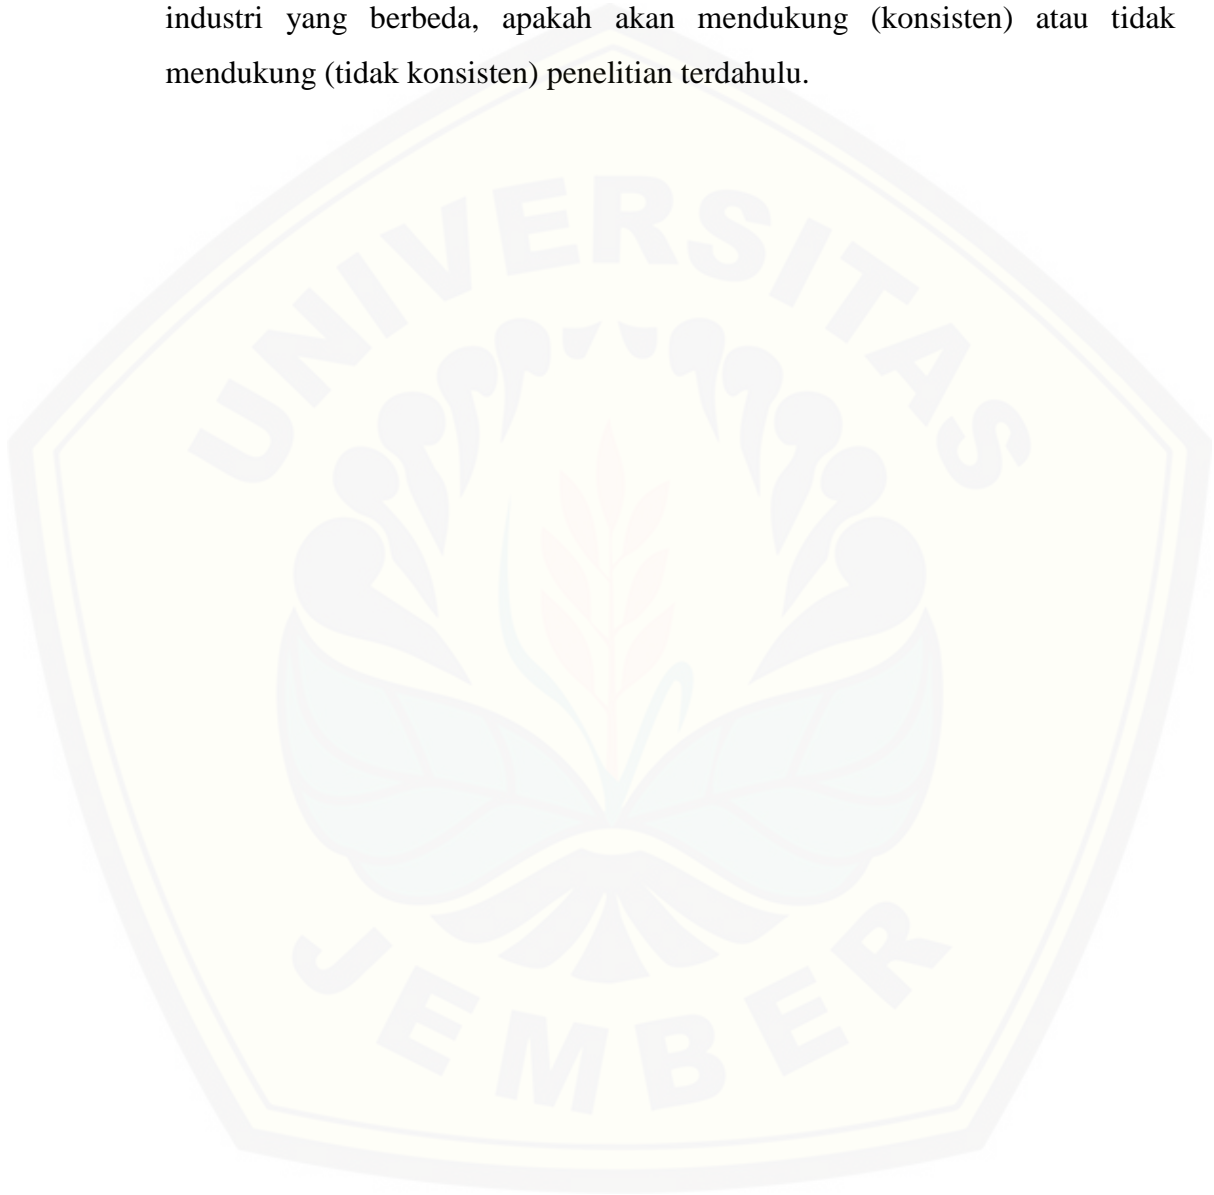 industri yang berbeda, apakah akan mendukung (konsisten) atau tidak
mendukung (tidak konsisten) penelitian terdahulu.
UNIVERSITAS
JEMBER